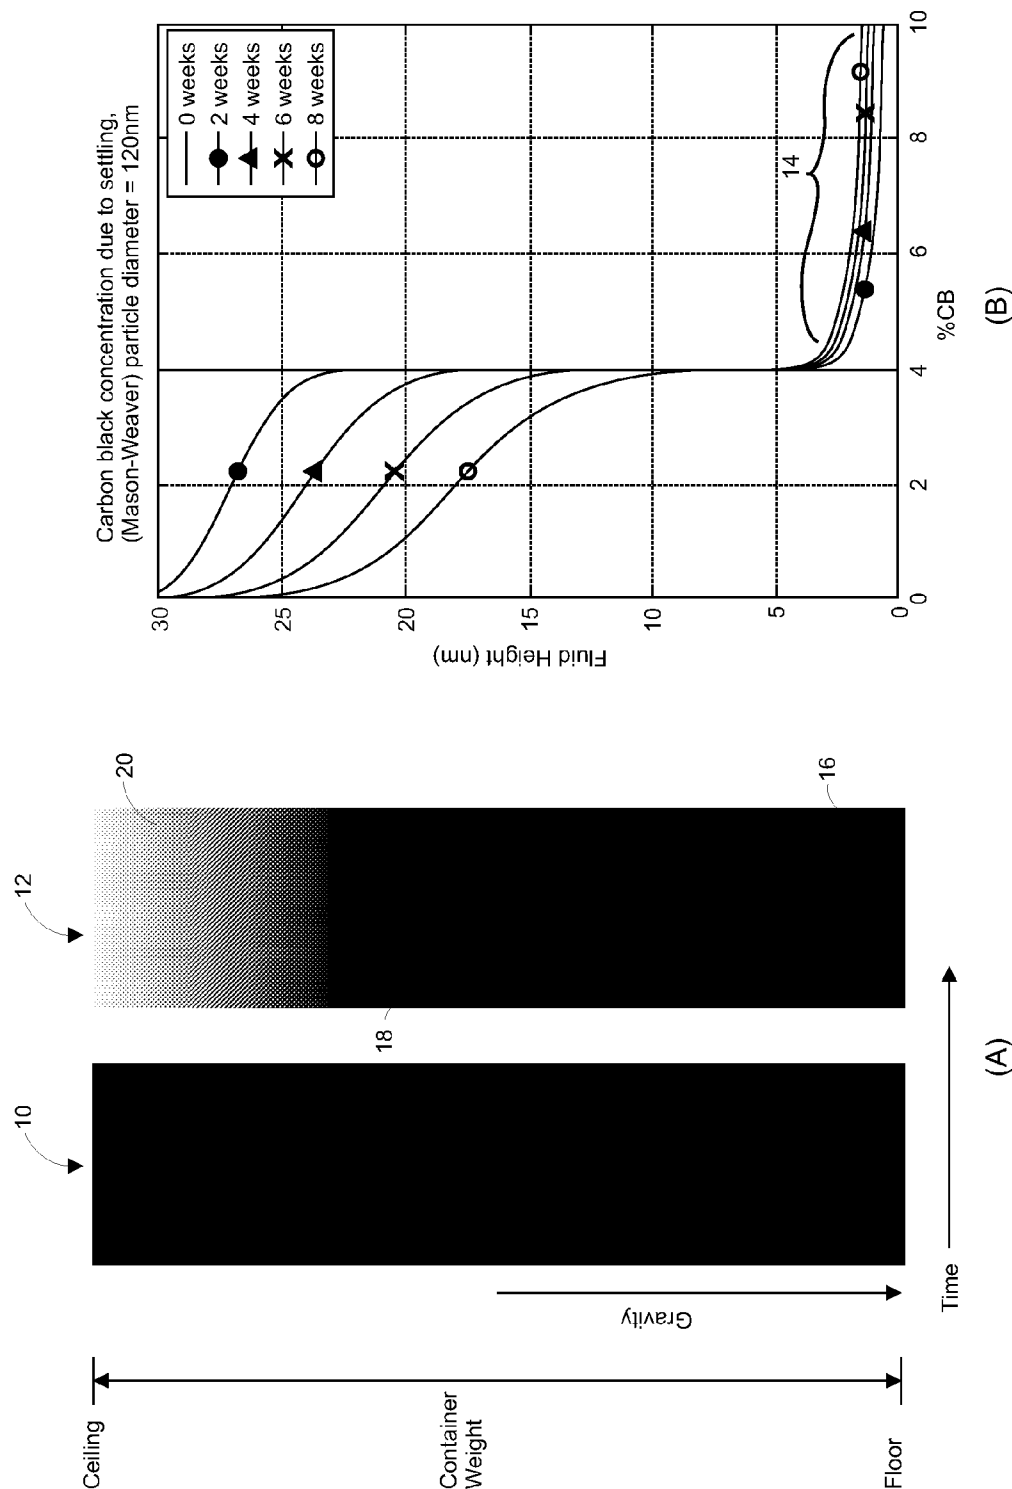 10
12
20
18
16
Ceiling
Container
Weight
Floor
Gravity
Time
(A)
Carbon black concentration due to settling,
(Mason-Weaver) particle diameter = 120nm
0 weeks
2 weeks
4 weeks
6 weeks
8 weeks
14
Fluid Height (nm)
30
25
20
15
10
5
0
0
2
4
6
8
10
%CB
(B)